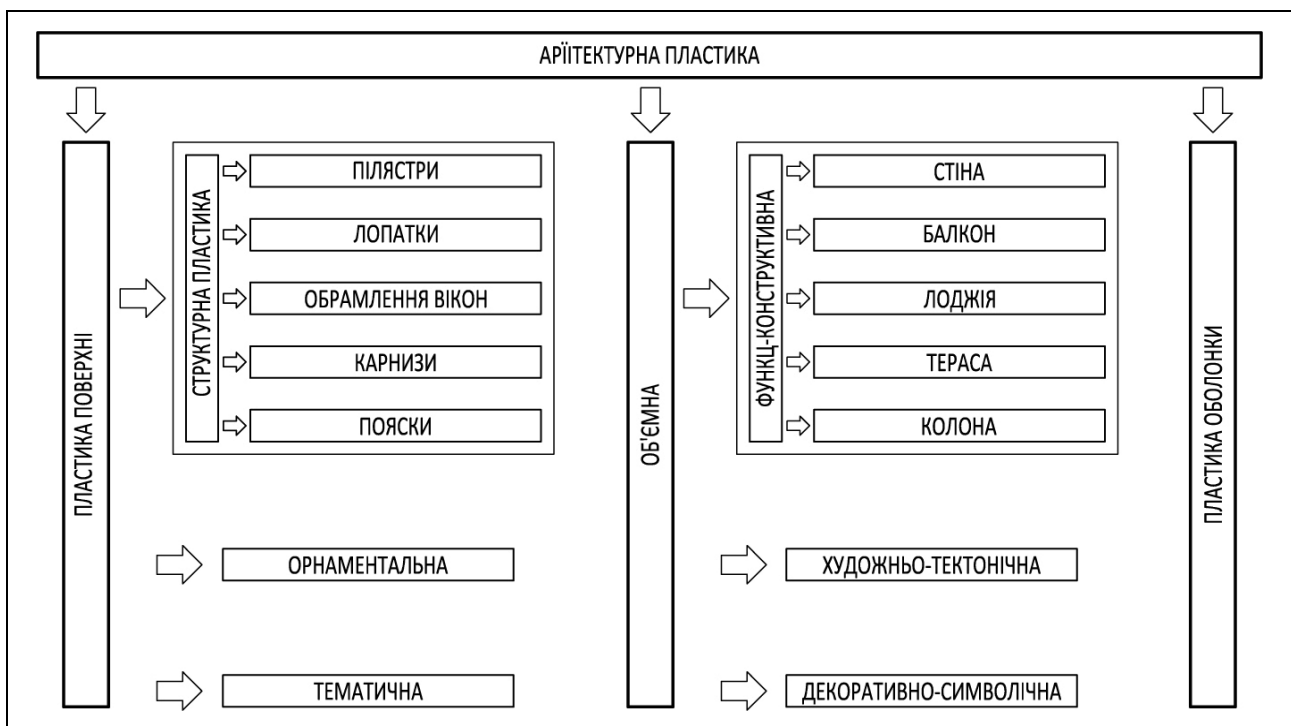 АРЇІТЕКТУРНА ПЛАСТИКА
ПЛАСТИКА ПОВЕРХНІ
СТРУКТУРНА ПЛАСТИКА
ПІЛЯСТРИ
ЛОПАТКИ
ОБРАМЛЕННЯ ВІКОН
КАРНИЗИ
ПОЯСКИ
ОРНАМЕНТАЛЬНА
ТЕМАТИЧНА
ОБ'ЄМНА
ФУНКЦ-КОНСТРУКТИВНА
СТІНА
БАЛКОН
ЛОДЖІЯ
ТЕРАСА
КОЛОНА
ХУДОЖНЬО-ТЕКТОНІЧНА
ДЕКОРАТИВНО-СИМВОЛІЧНА
ПЛАСТИКА ОБОЛОНКИ